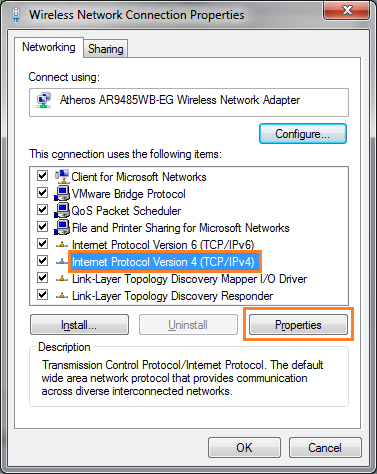 Wireless Network Connection Properties
Networking
Sharing
Connect using:
Atheros AR9485WB-EG Wireless Network Adapter
Configure...
This connection uses the following items:
Client for Microsoft Networks
VMware Bridge Protocol
QoS Packet Scheduler
File and Printer Sharing for Microsoft Networks
Internet Protocol Version 6 (TCP/IPv6)
Internet Protocol Version 4 (TCP/IPv4)
Link-Layer Topology Discovery Mapper I/O Driver
Link-Layer Topology Discovery Responder
Install...
Uninstall
Properties
Description
Transmission Control Protocol/Internet Protocol. The default
wide area network protocol that provides communication
across diverse interconnected networks.
OK
Cancel